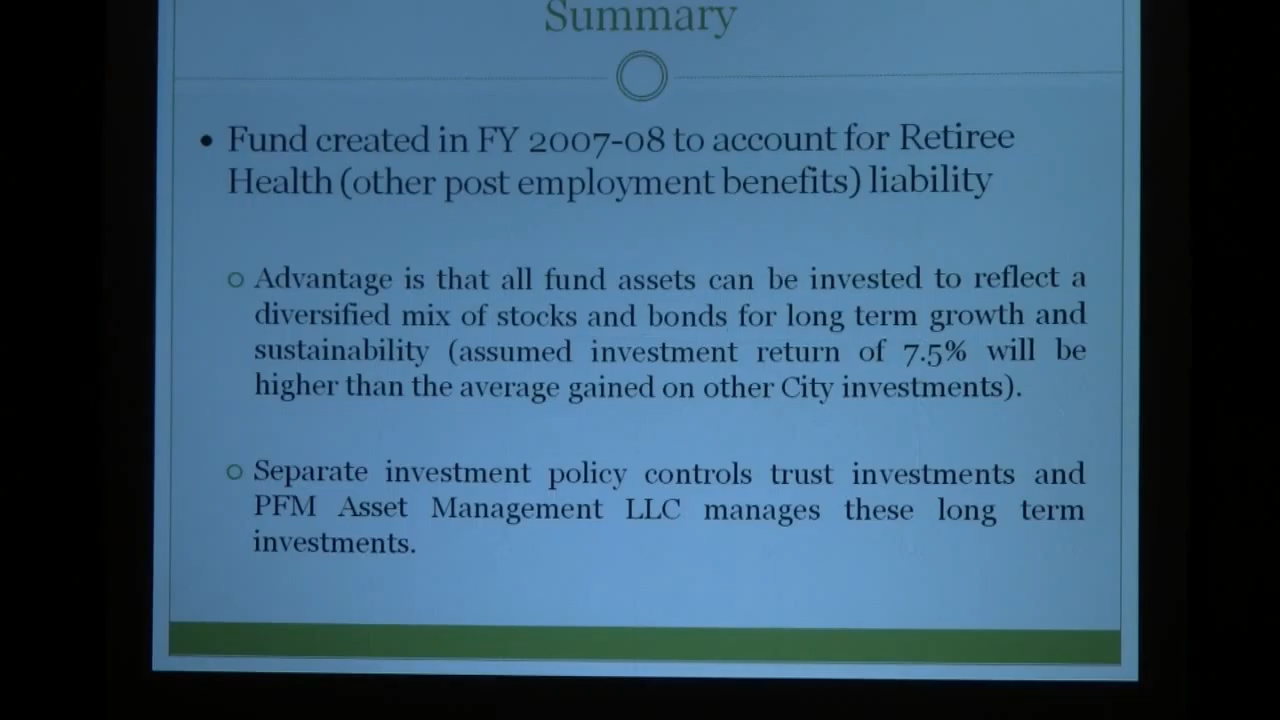 Summary
• Fund created in FY 2007-08 to account for Retiree
Health (other post employment benefits) liability
○ Advantage is that all fund assets can be invested to reflect a
diversified mix of stocks and bonds for long term growth and
sustainability (assumed investment return of 7.5% will be
higher than the average gained on other City investments).
○ Separate investment policy controls trust investments and
PFM Asset Management LLC manages these long term
investments.